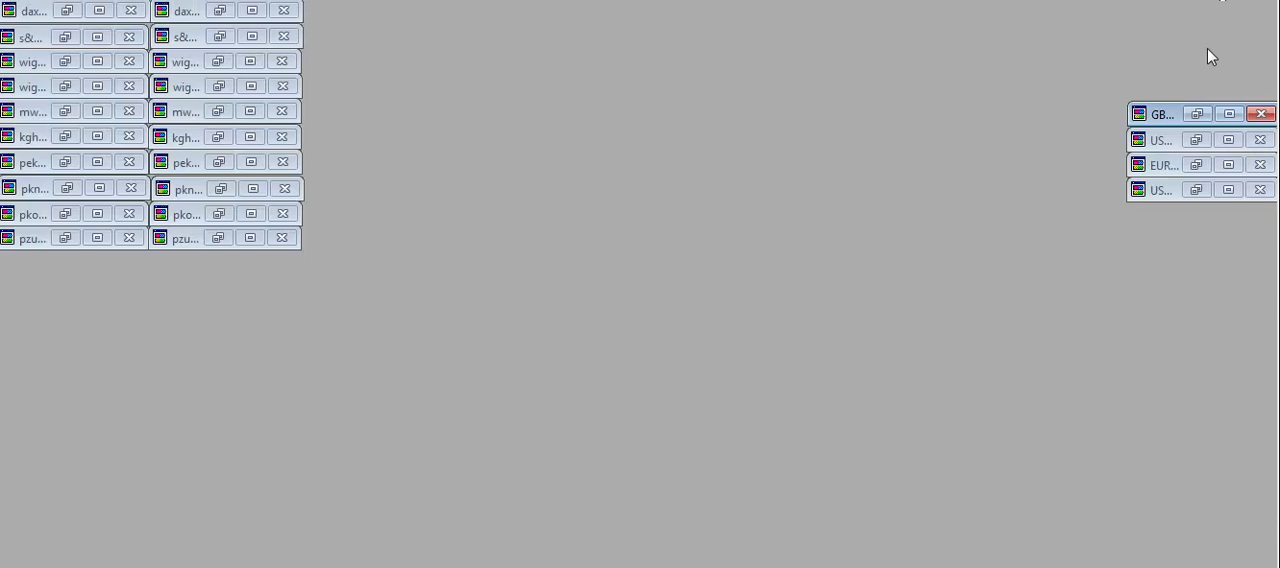 dax... dax...
s&... s&...
wig... wig...
wig... wig...
mw... mw...
kgh... kgh...
pek... pek...
pkn... pkn...
pko... pko...
pzu... pzu...
GB...
US...
EUR...
US...